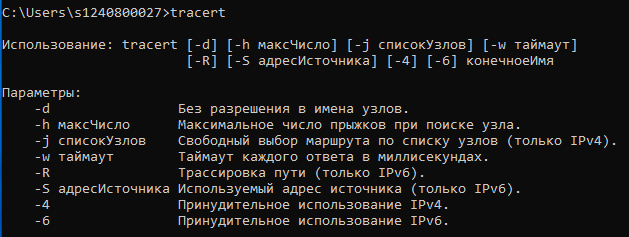 C:\Users\s1240800027>tracert
Использование: tracert [-d] [-h максЧисло] [-j списокУзлов] [-w таймаут]
[-R] [-S адресИсточника] [-4] [-6] конечноеИмя
Параметры:
-d Без разрешения в имена узлов.
-h максЧисло Максимальное число прыжков при поиске узла.
-j списокУзлов Свободный выбор маршрута по списку узлов (только IPv4).
-w таймаут Таймаут каждого ответа в миллисекундах.
-R Трассировка пути (только IPv6).
-S адресИсточника Используемый адрес источника (только IPv6).
-4 Принудительное использование IPv4.
-6 Принудительное использование IPv6.